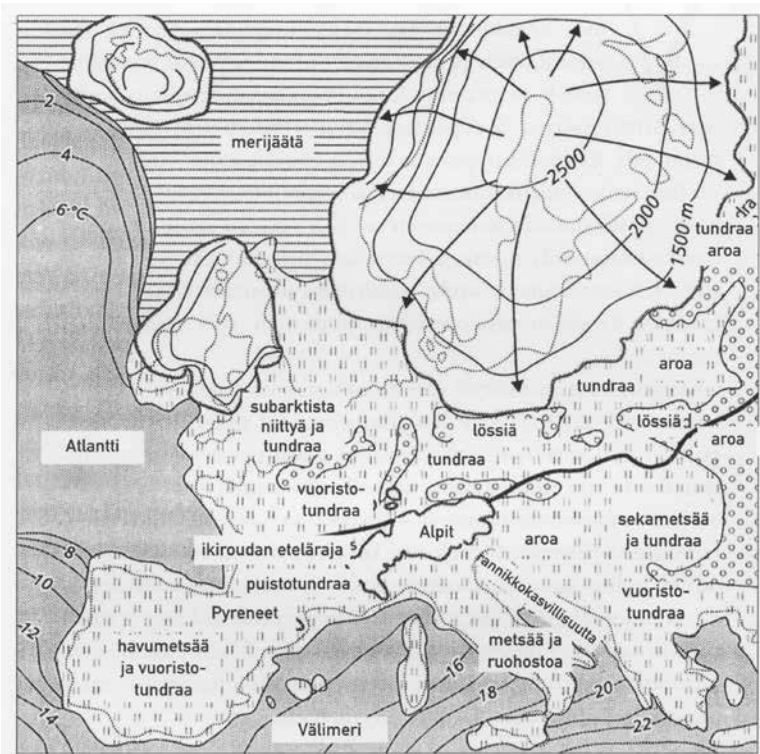 2
4
6 °C
merijäätä
2500
2000
1500 m
tundraa
aroa
tundraa
aroa
subarktista
niittyä ja
tundraa
lössiä
lössiä
aroa
Atlantti
tundraa
vuoristo-
tundraa
Alpit
aroa
sekametsää
ja tundraa
ikiroudan eteläraja
puistotundraa
Pyreneet
rannikkokasvillisuutta
vuoristo-
tundraa
8
10
12
14
havumetsää
ja vuoristo-
tundraa
metsää ja
ruohostoa
16
18
20
22
Välimeri